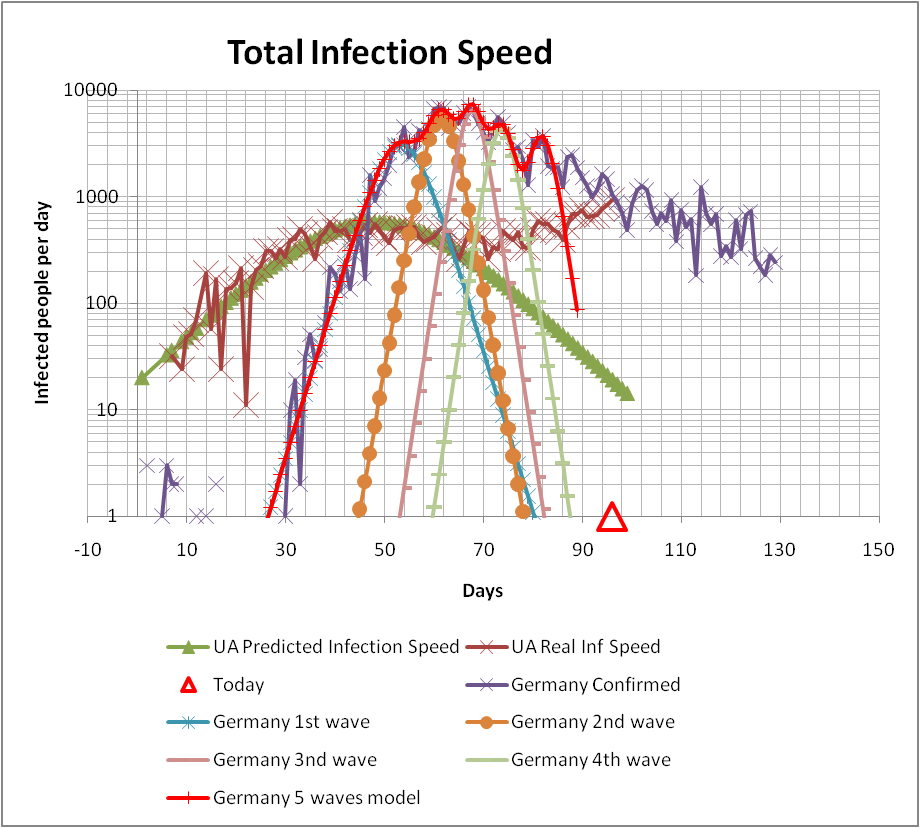 Total Infection Speed
10000
1000
100
10
1
Infected people per day
-10 10 30 50 70 90 110 130 150
Days
UA Predicted Infection Speed UA Real Inf Speed
Today Germany Confirmed
Germany 1st wave Germany 2nd wave
Germany 3nd wave Germany 4th wave
Germany 5 waves model